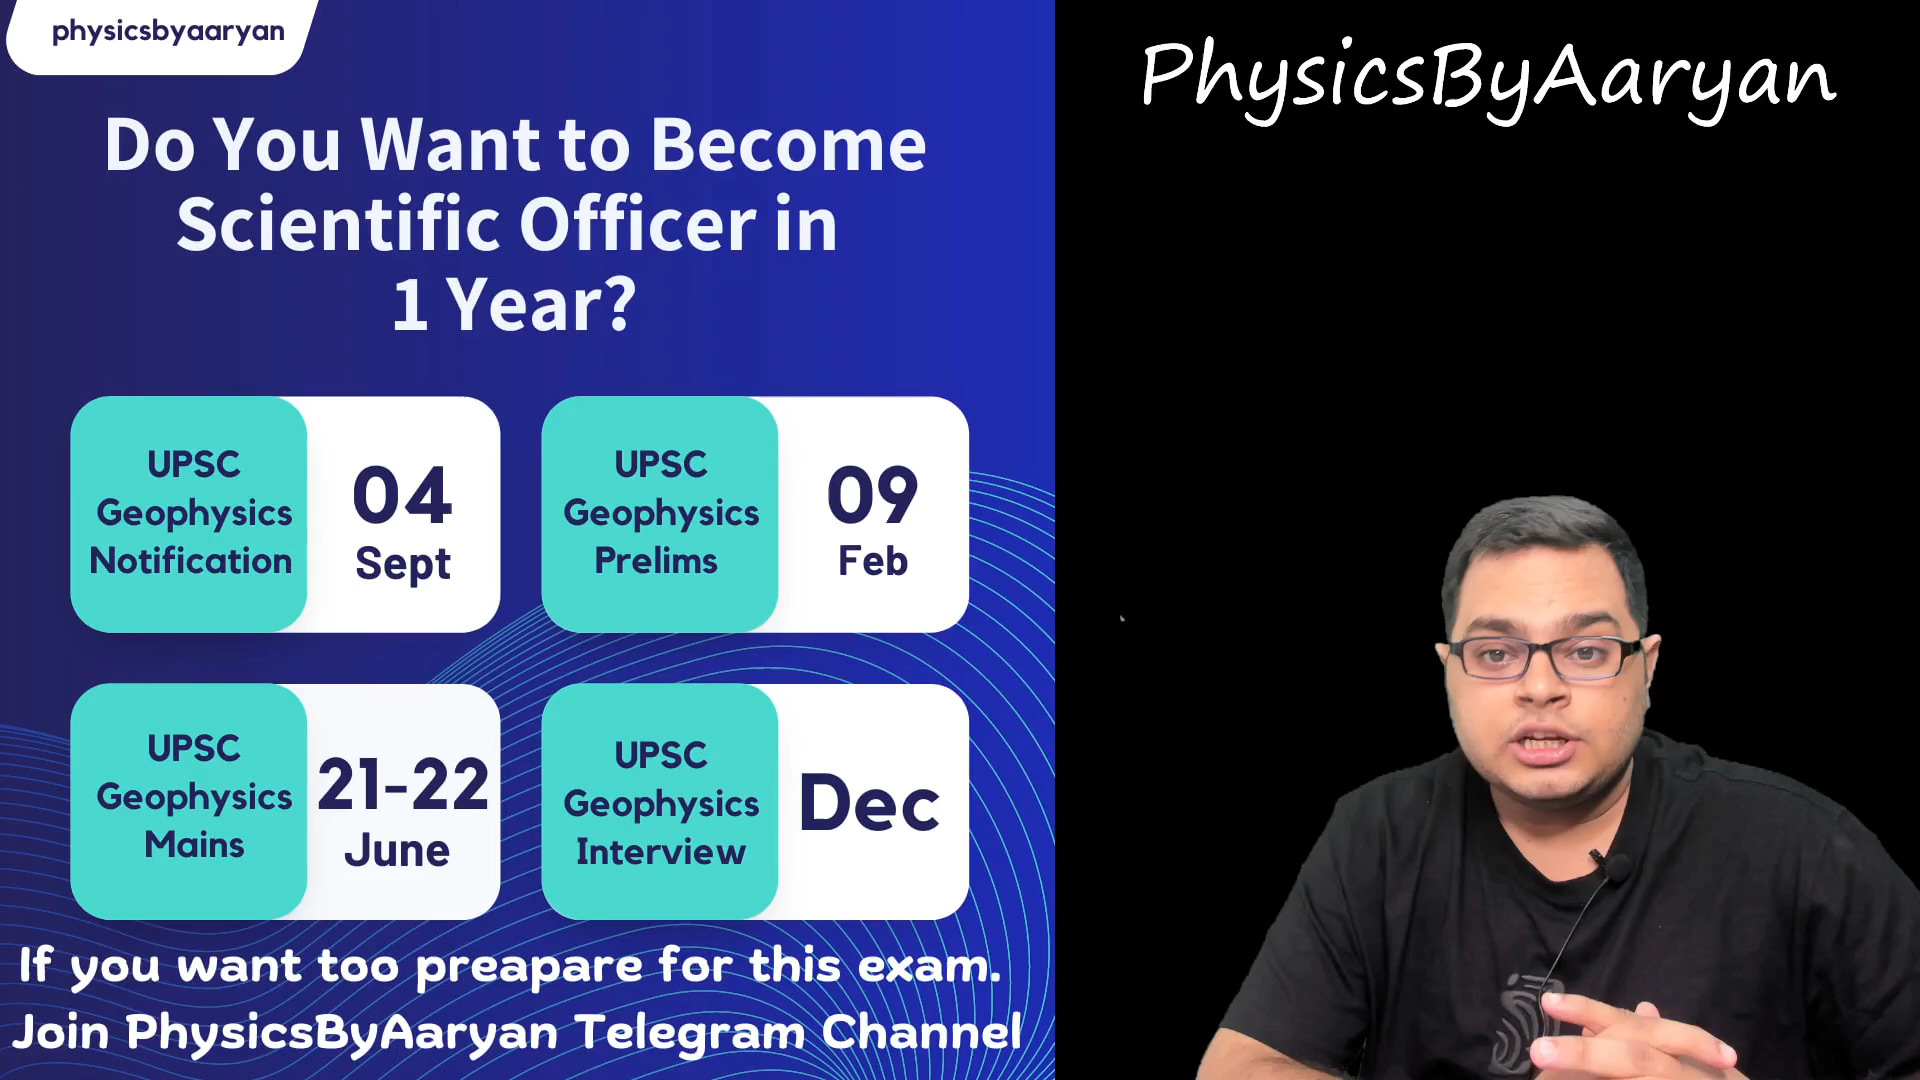 physicsbyaaryan
PhysicsByAaryan
Do You Want to Become
Scientific Officer in
1 Year?
UPSC
Geophysics
Notification
04
Sept
UPSC
Geophysics
Prelims
09
Feb
UPSC
Geophysics
Mains
21-22
June
UPSC
Geophysics
Interview
Dec
If you want too preapare for this exam.
Join PhysicsByAaryan Telegram Channel